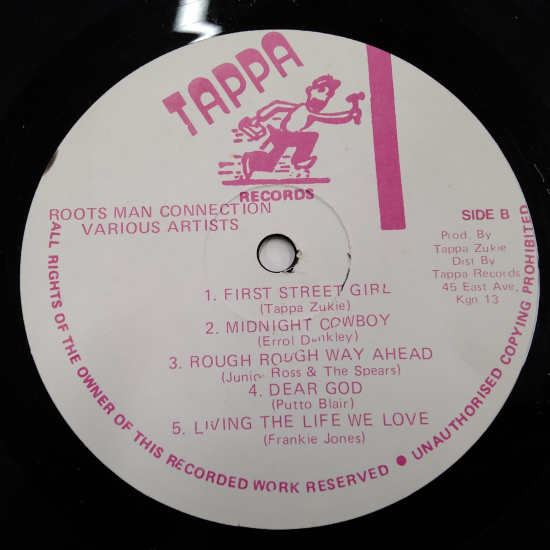 TAPPA
RECORDS
ROOTS MAN CONNECTION
VARIOUS ARTISTS
SIDE B
Prod. By
Tappa Zukie
Dist By
Tappa Records
45 East Ave,
Kgn 13
1. FIRST STREET GIRL
(Tappa Zukie)
2. MIDNIGHT COWBOY
(Errol Dunkley)
3. ROUGH ROUGH WAY AHEAD
(Junior Ross & The Spears)
4. DEAR GOD
(Putto Blair)
5. LIVING THE LIFE WE LOVE
(Frankie Jones)
ALL RIGHTS OF THE OWNER OF THIS RECORDED WORK RESERVED • UNAUTHORISED COPYING PROHIBITED